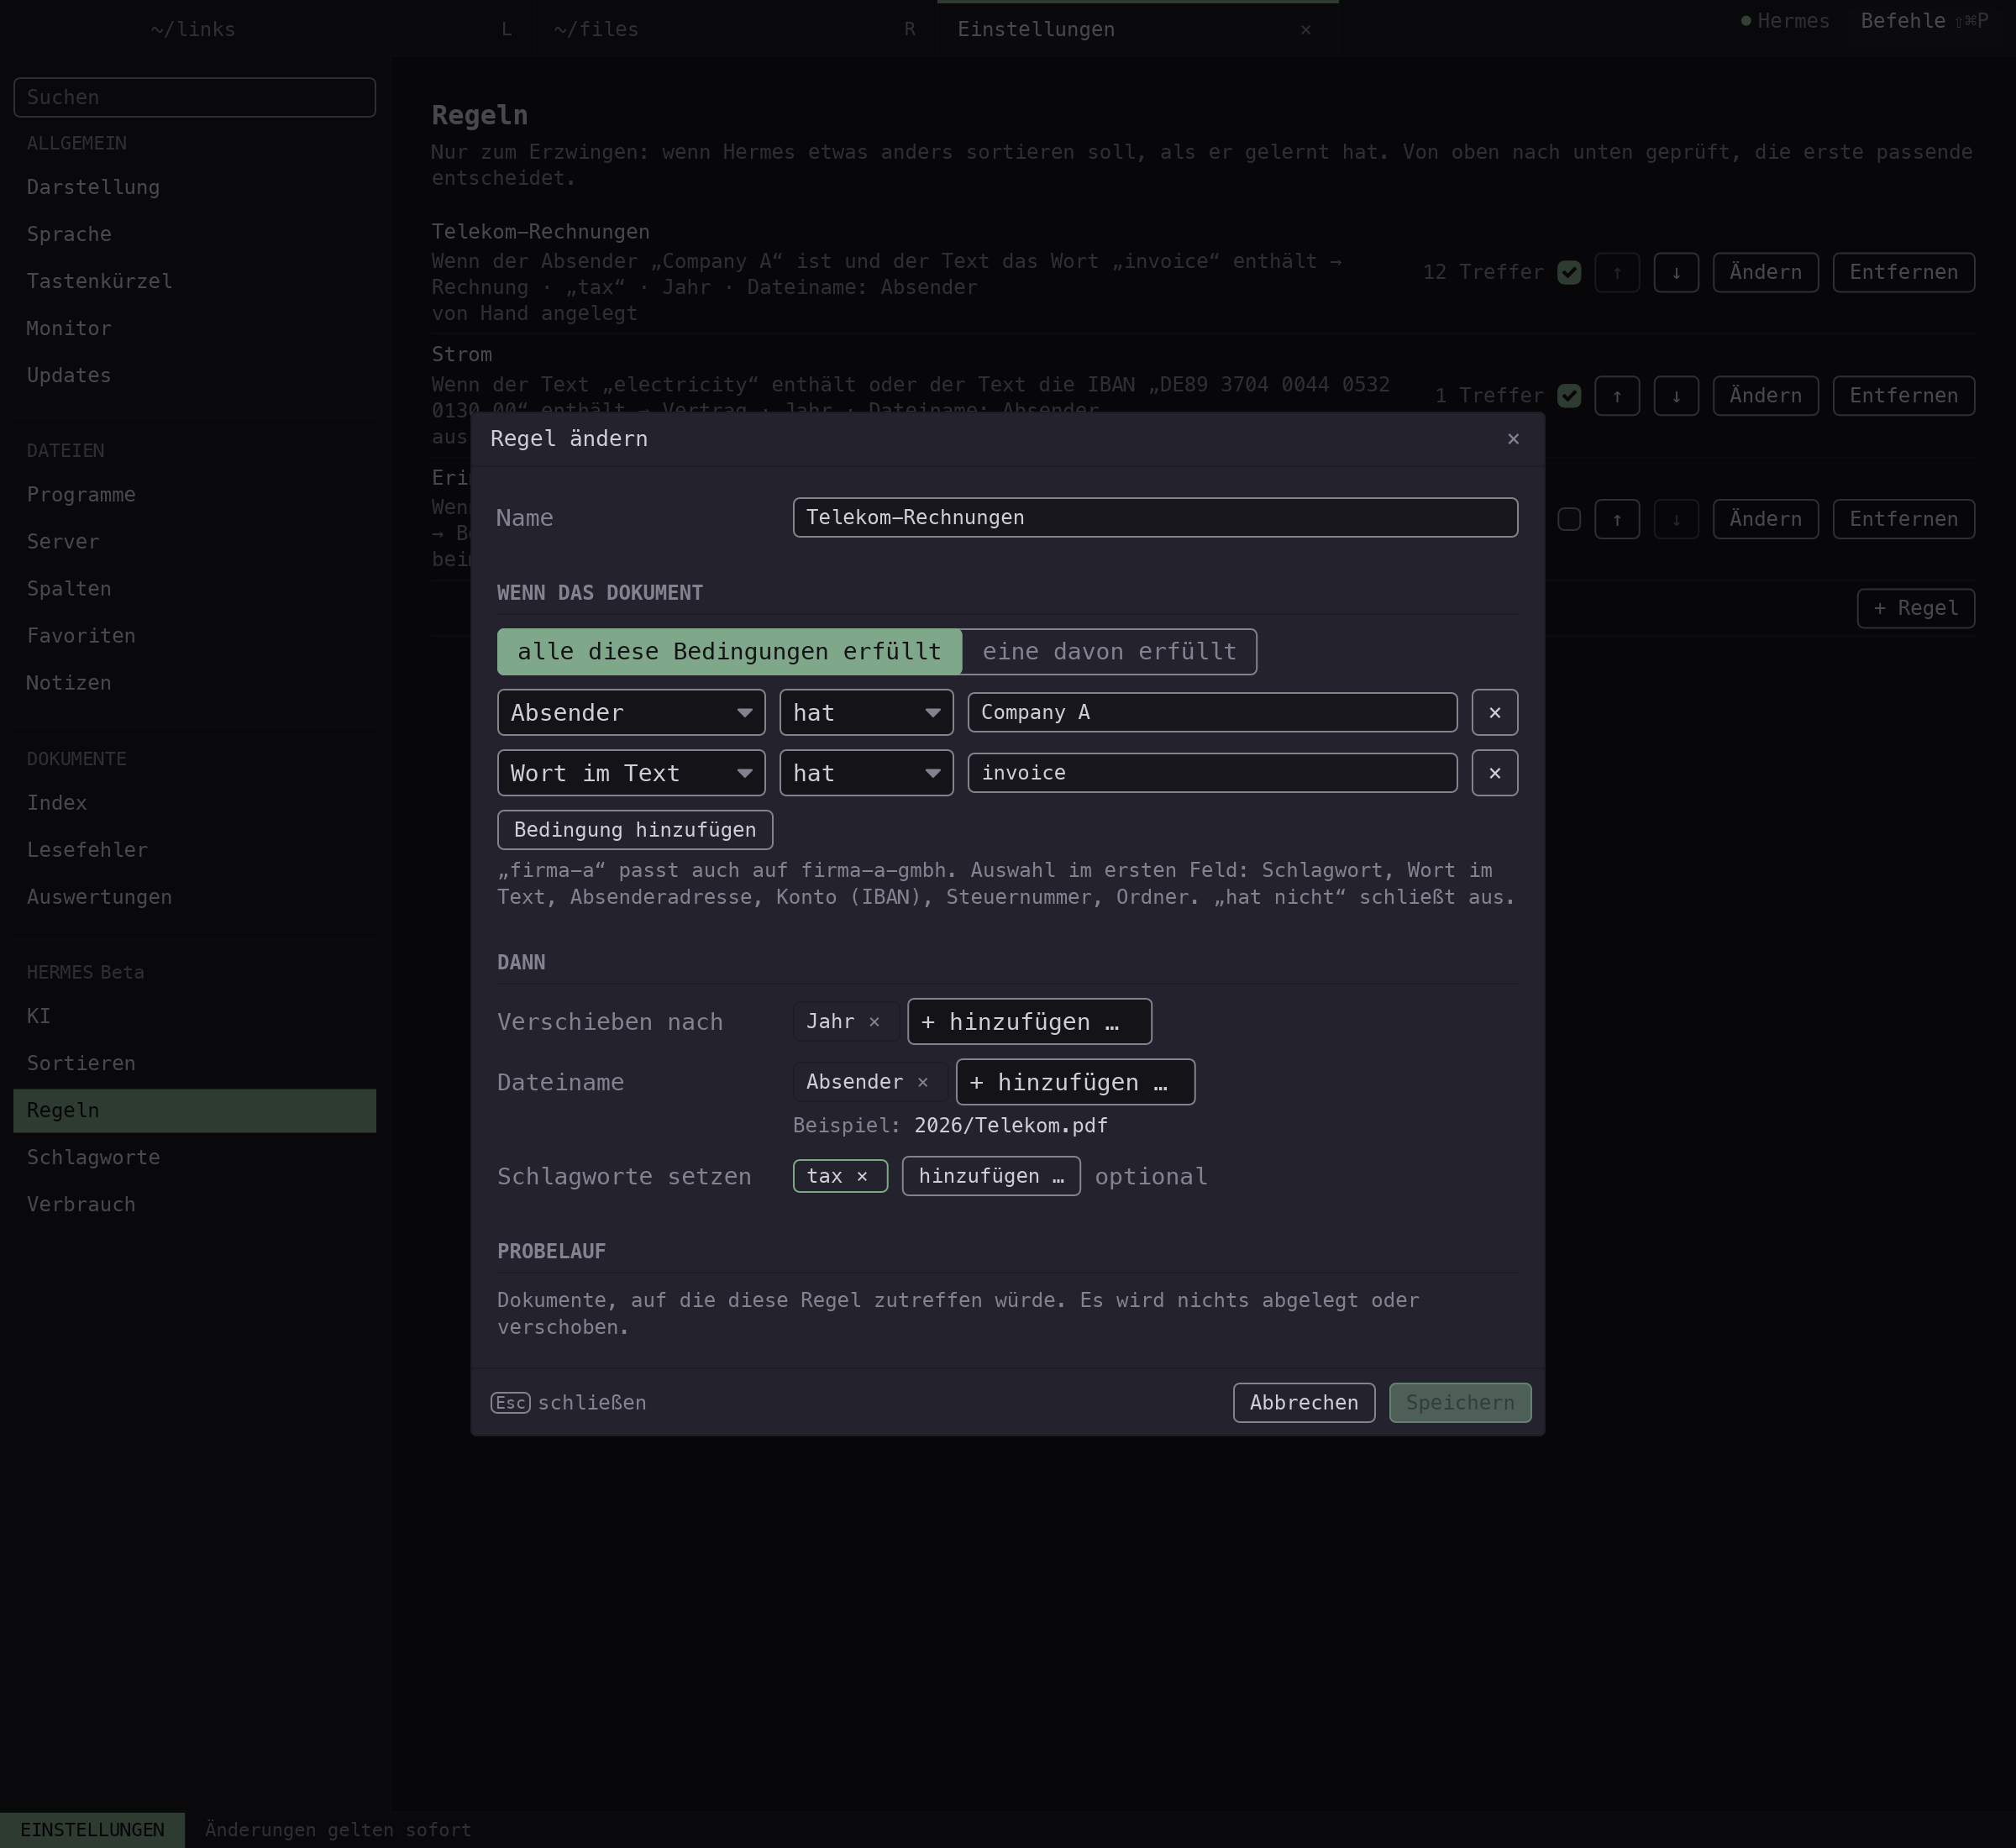 ~/links L ~/files R Einstellungen × Hermes Befehle ⇧⌘P
Suchen
ALLGEMEIN
Darstellung
Sprache
Tastenkürzel
Monitor
Updates
DATEIEN
Programme
Server
Spalten
Favoriten
Notizen
DOKUMENTE
Index
Lesefehler
Auswertungen
HERMES Beta
KI
Sortieren
Regeln
Schlagworte
Verbrauch
Regeln
Nur zum Erzwingen: wenn Hermes etwas anders sortieren soll, als er gelernt hat. Von oben nach unten geprüft, die erste passende
entscheidet.
Telekom-Rechnungen
Wenn der Absender „Company A“ ist und der Text das Wort „invoice“ enthält →
Rechnung · „tax“ · Jahr · Dateiname: Absender
von Hand angelegt
12 Treffer ↑ ↓ Ändern Entfernen
Strom
Wenn der Text „electricity“ enthält oder der Text die IBAN „DE89 3704 0044 0532
0130 00“ enthält → Vertrag · Jahr · Dateiname: Absender
aus
1 Treffer ↑ ↓ Ändern Entfernen
↑ ↓ Ändern Entfernen
+ Regel
Regel ändern ×
Name Telekom-Rechnungen
WENN DAS DOKUMENT
alle diese Bedingungen erfüllt eine davon erfüllt
Absender hat Company A ×
Wort im Text hat invoice ×
Bedingung hinzufügen
„firma-a“ passt auch auf firma-a-gmbh. Auswahl im ersten Feld: Schlagwort, Wort im
Text, Absenderadresse, Konto (IBAN), Steuernummer, Ordner. „hat nicht“ schließt aus.
DANN
Verschieben nach Jahr × + hinzufügen …
Dateiname Absender × + hinzufügen …
Beispiel: 2026/Telekom.pdf
Schlagworte setzen tax × hinzufügen … optional
PROBELAUF
Dokumente, auf die diese Regel zutreffen würde. Es wird nichts abgelegt oder
verschoben.
Esc schließen Abbrechen Speichern
EINSTELLUNGEN Änderungen gelten sofort